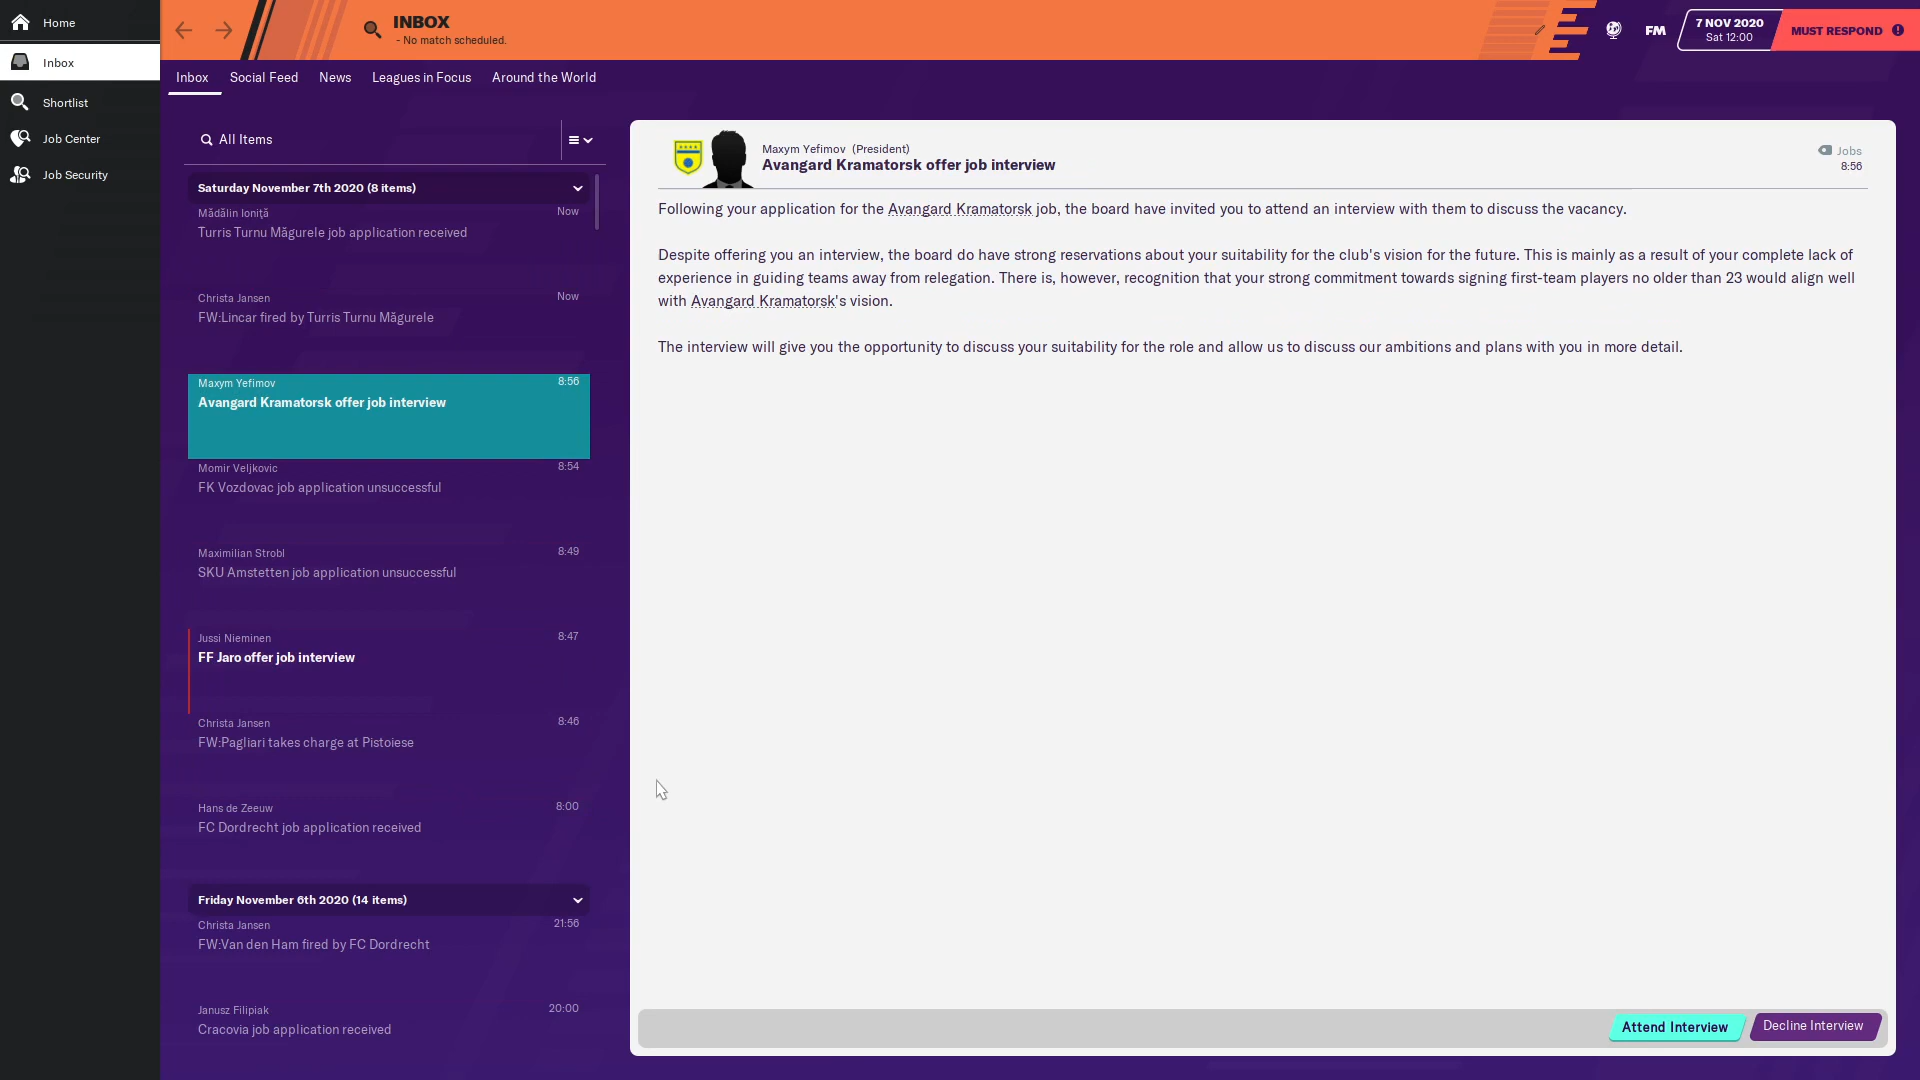 Home
Inbox
Shortlist
Job Center
Job Security
INBOX
- No match scheduled.
FM
7 NOV 2020
Sat 12:00
MUST RESPOND
Inbox
Social Feed
News
Leagues in Focus
Around the World
All Items
Saturday November 7th 2020 (8 items)
Mădălin Ioniţă
Now
Turris Turnu Măgurele job application received
Christa Jansen
Now
FW:Lincar fired by Turris Turnu Măgurele
Maxym Yefimov
8:56
Avangard Kramatorsk offer job interview
Momir Veljkovic
8:54
FK Vozdovac job application unsuccessful
Maximilian Strobl
8:49
SKU Amstetten job application unsuccessful
Jussi Nieminen
8:47
FF Jaro offer job interview
Christa Jansen
8:46
FW:Pagliari takes charge at Pistoiese
Hans de Zeeuw
8:00
FC Dordrecht job application received
Friday November 6th 2020 (14 items)
Christa Jansen
21:56
FW:Van den Ham fired by FC Dordrecht
Janusz Filipiak
20:00
Cracovia job application received
Maxym Yefimov (President)
Avangard Kramatorsk offer job interview
Jobs
8:56
Following your application for the Avangard Kramatorsk job, the board have invited you to attend an interview with them to discuss the vacancy.
Despite offering you an interview, the board do have strong reservations about your suitability for the club's vision for the future. This is mainly as a result of your complete lack of
experience in guiding teams away from relegation. There is, however, recognition that your strong commitment towards signing first-team players no older than 23 would align well
with Avangard Kramatorsk's vision.
The interview will give you the opportunity to discuss your suitability for the role and allow us to discuss our ambitions and plans with you in more detail.
Attend Interview
Decline Interview